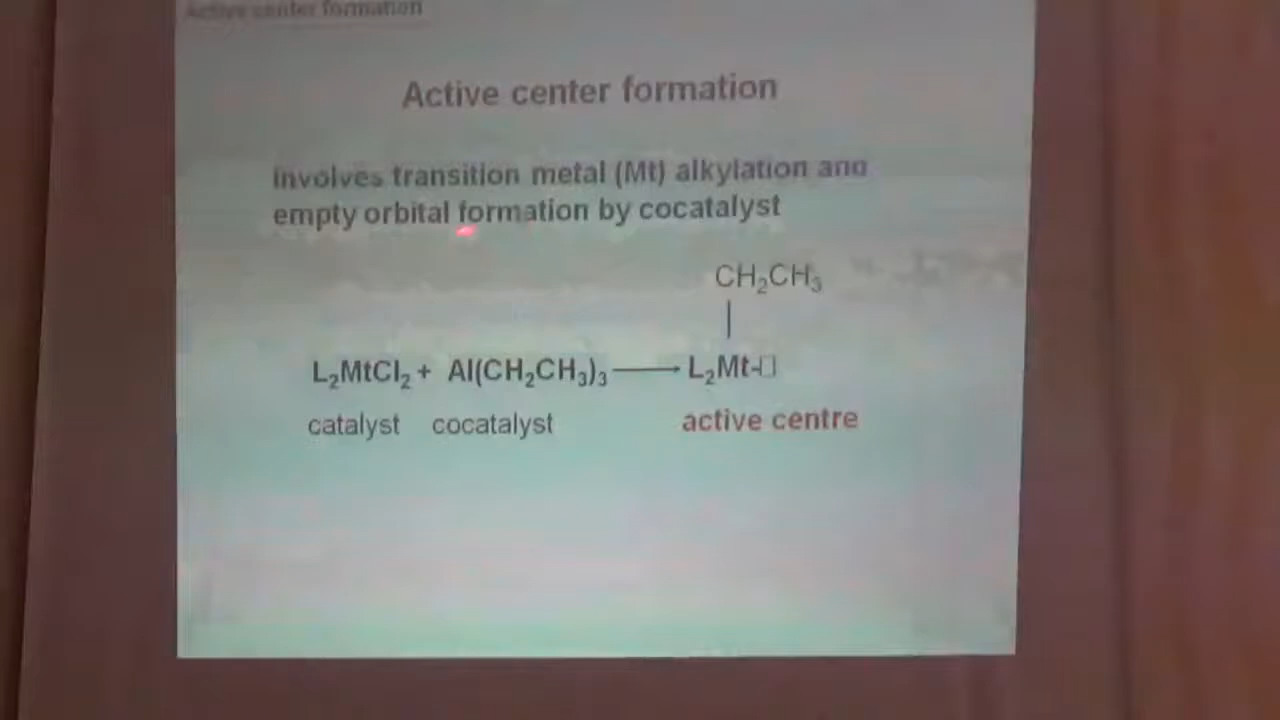 Active center formation
Active center formation
involves transition metal (Mt) alkylation and
empty orbital formation by cocatalyst
CH₂CH₃
|
L₂MtCl₂ + Al(CH₂CH₃)₃ ⟶ L₂Mt-□
catalyst cocatalyst active centre